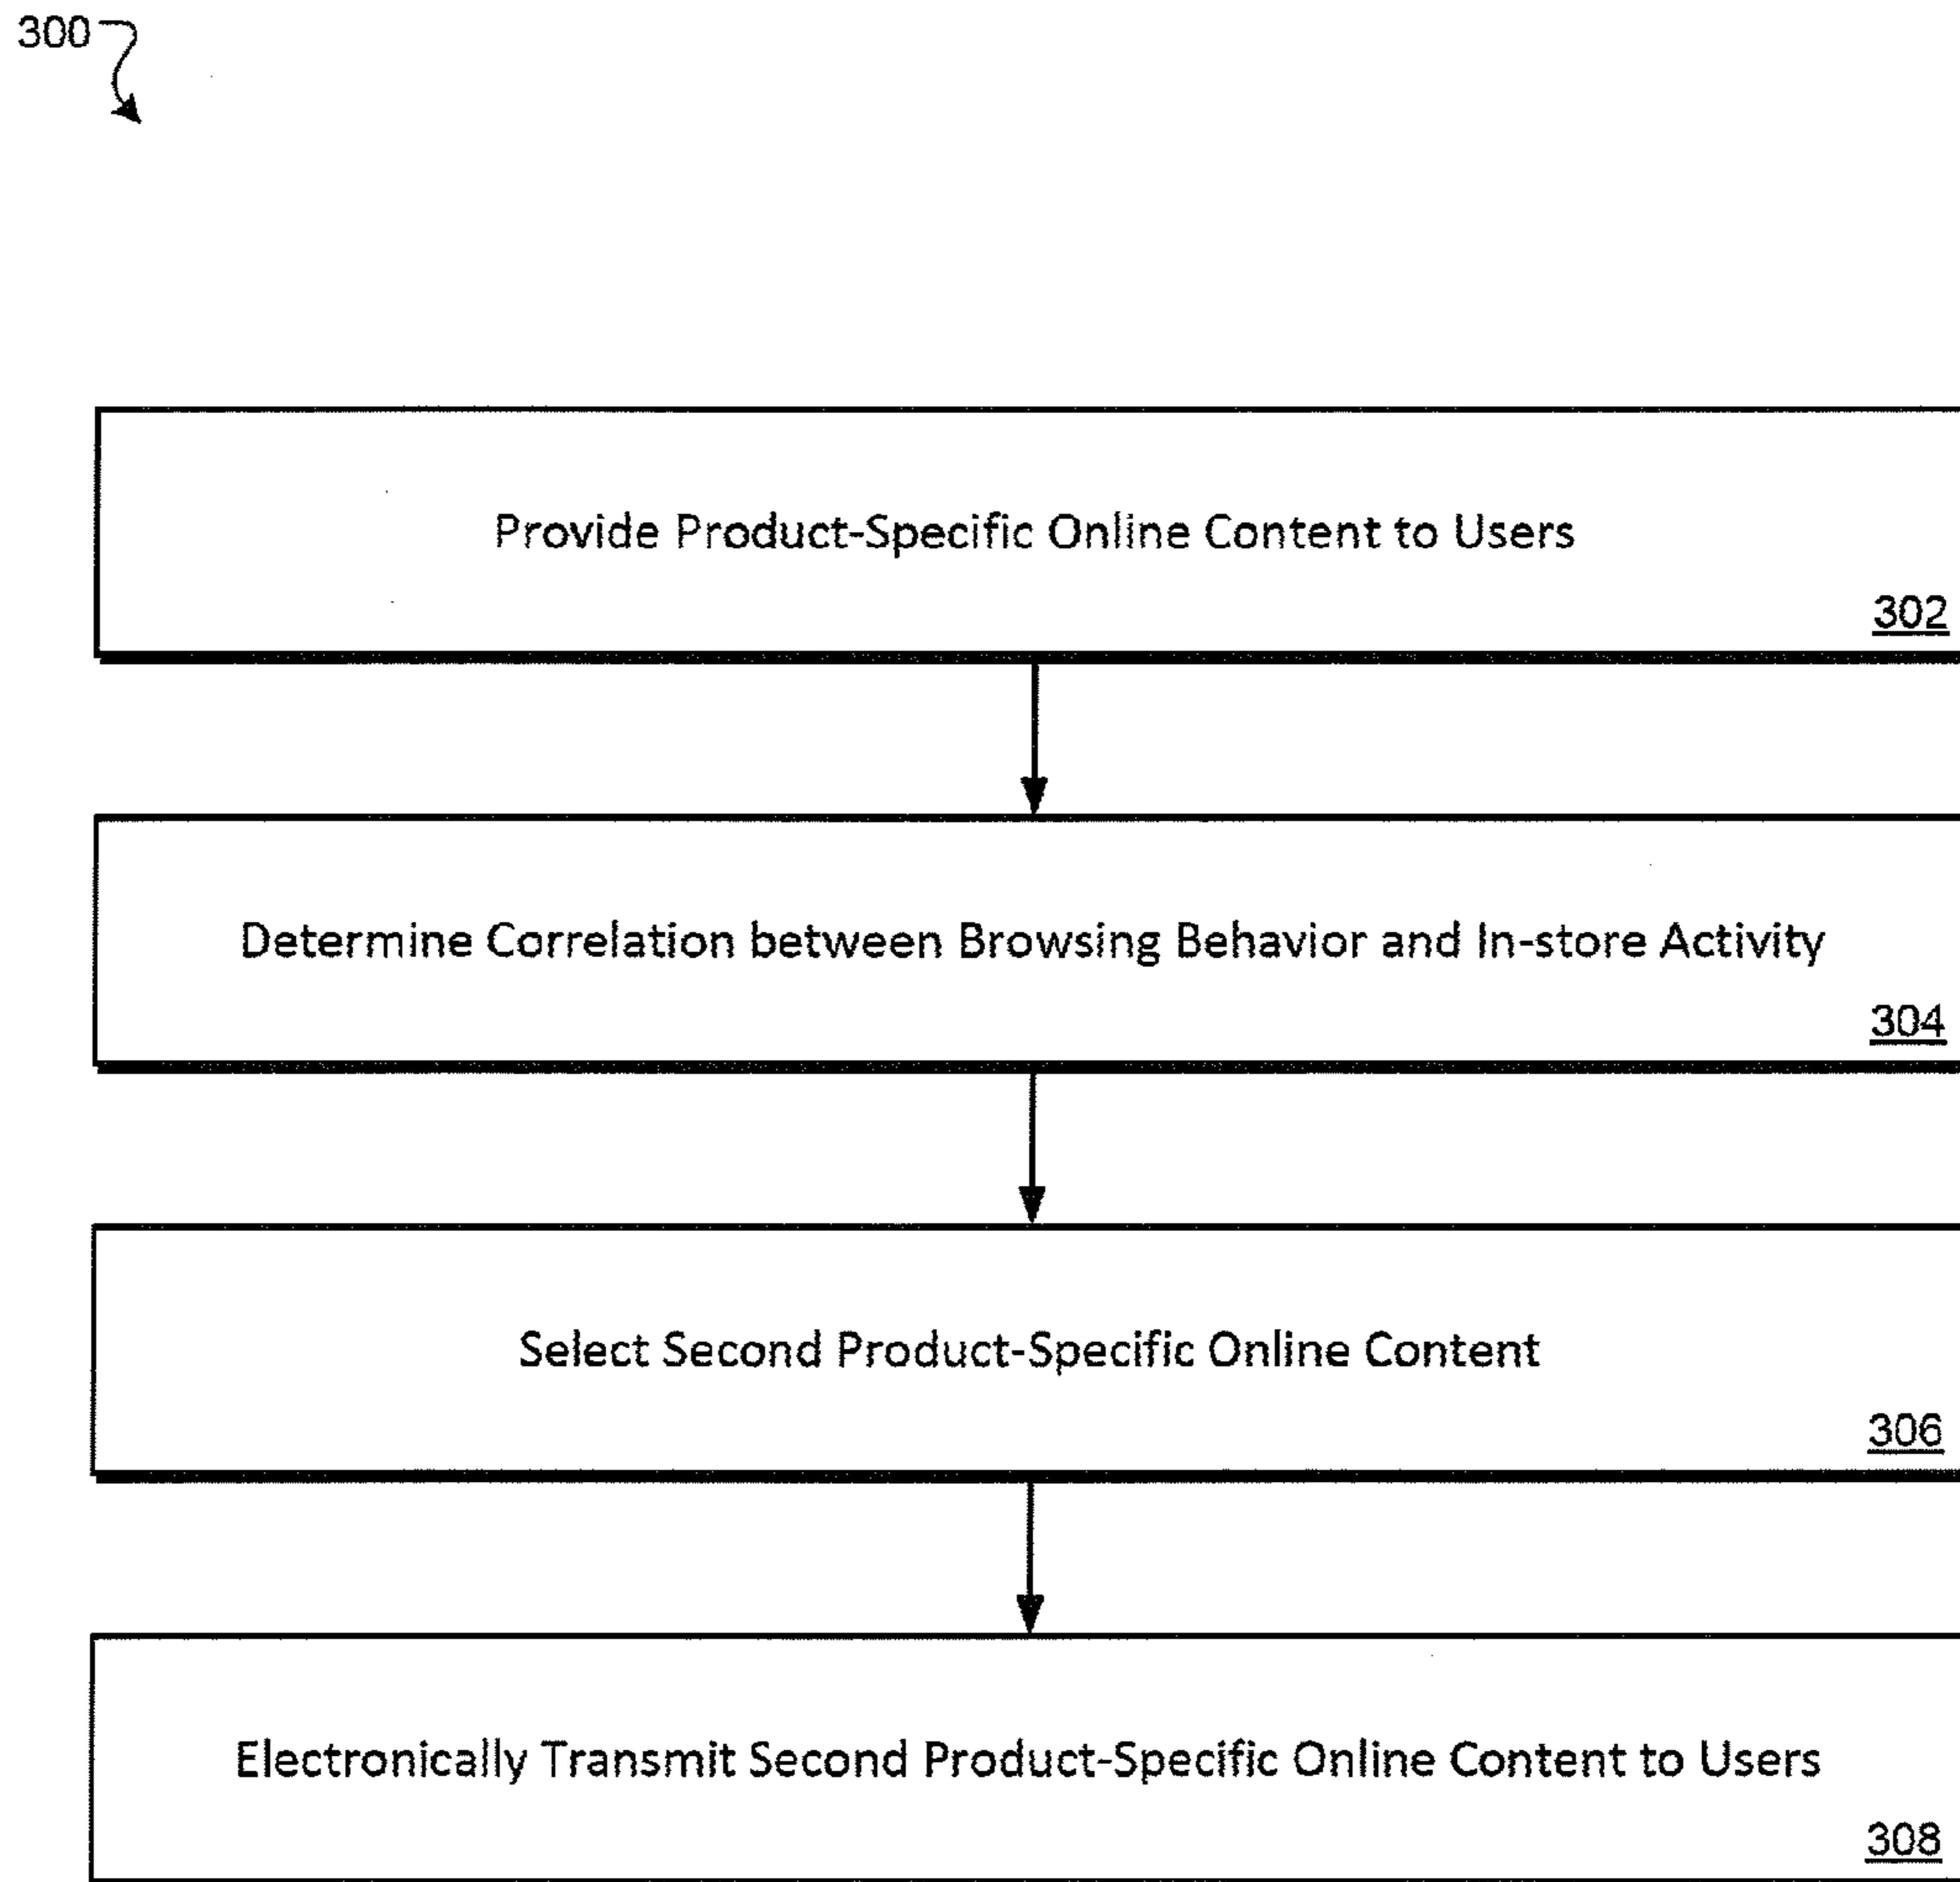 300
Provide Product-Specific Online Content to Users
302
Determine Correlation between Browsing Behavior and In-store Activity
304
Select Second Product-Specific Online Content
306
Electronically Transmit Second Product-Specific Online Content to Users
308